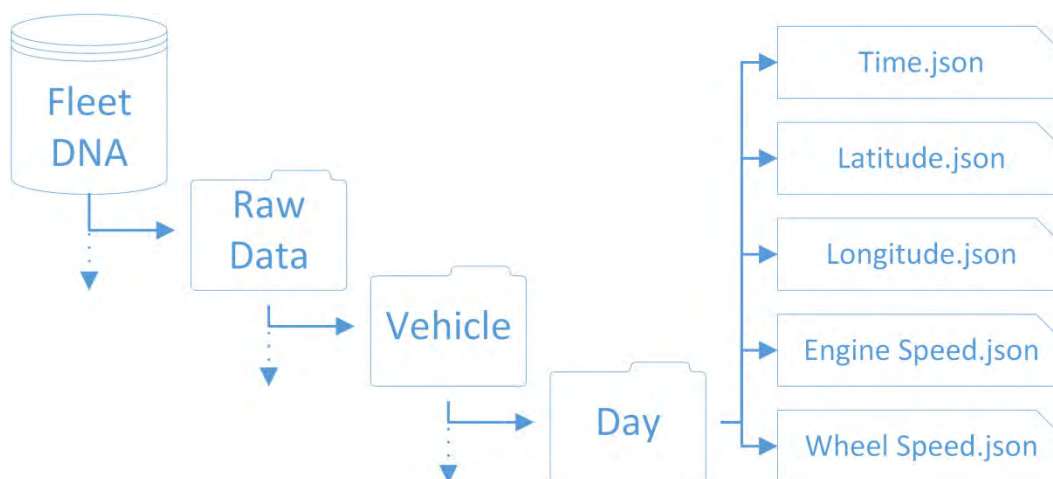 Fleet
DNA
Raw
Data
Vehicle
Day
Time.json
Latitude.json
Longitude.json
Engine Speed.json
Wheel Speed.json